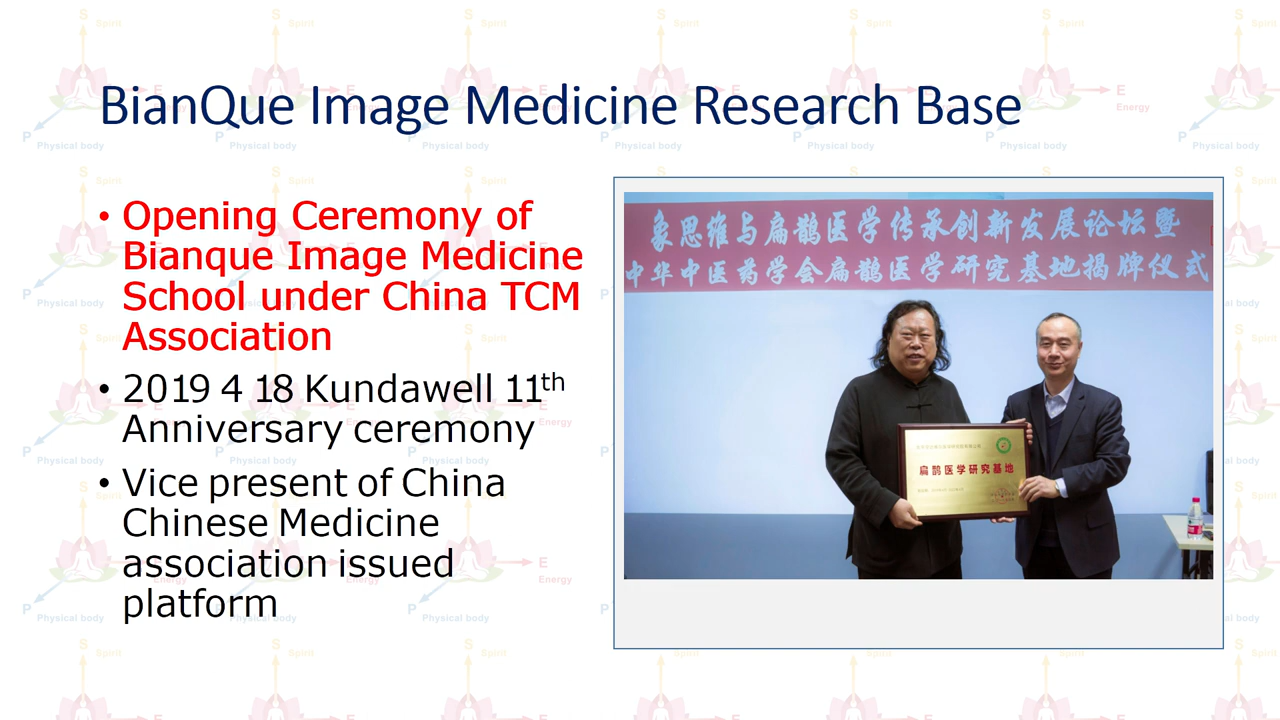 BianQue Image Medicine Research Base
• Opening Ceremony of
Bianque Image Medicine
School under China TCM
Association
• 2019 4 18 Kundawell 11th
Anniversary ceremony
• Vice present of China
Chinese Medicine
association issued
platform
象思维与扁鹊医学传承创新发展论坛暨
中华中医药学会扁鹊医学研究基地揭牌仪式
扁鹊医学研究基地
S
Spirit
E
Energy
P
Physical body